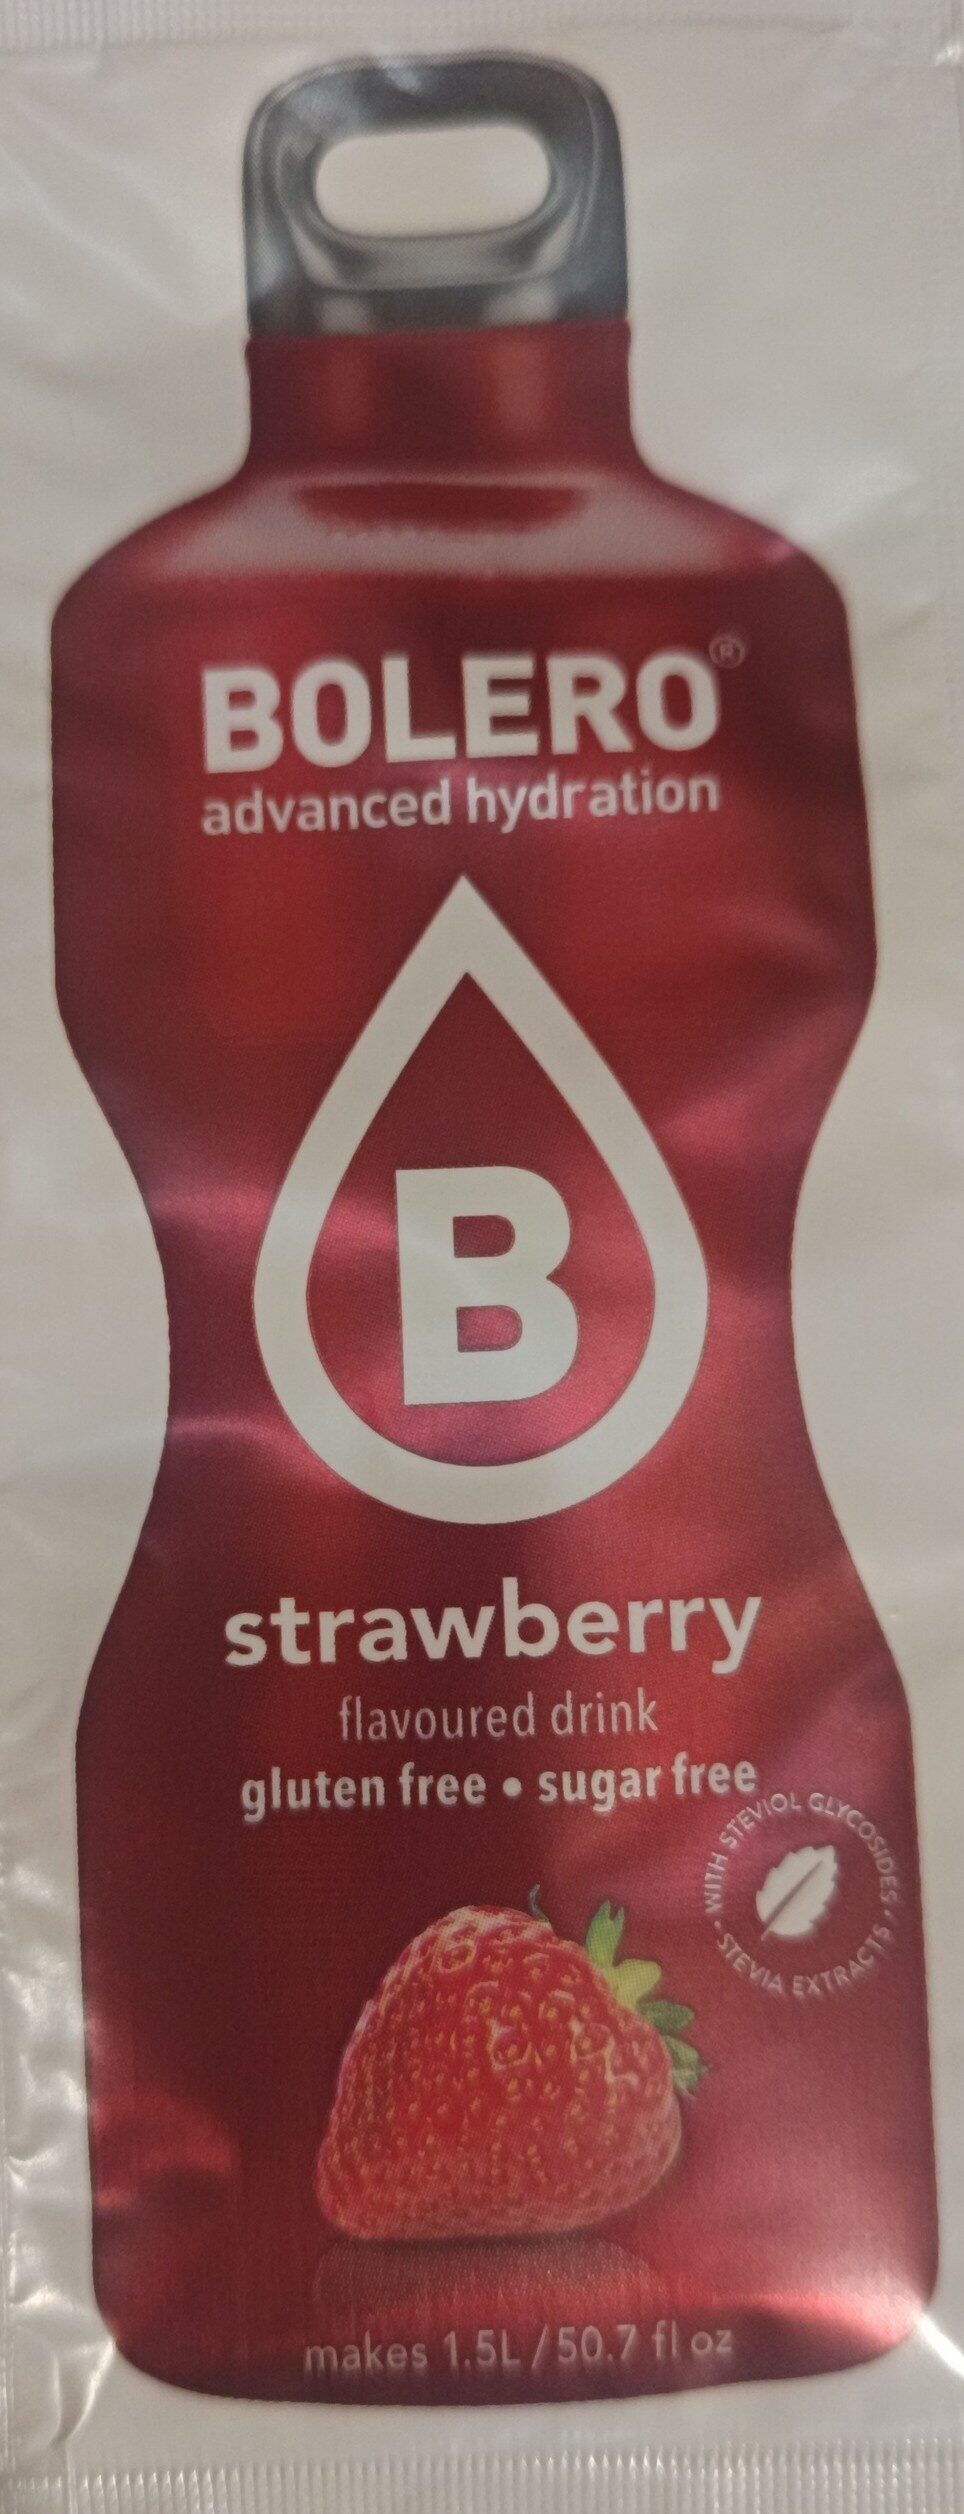 BOLERO®
advanced hydration
B
strawberry
flavoured drink
gluten free • sugar free
• WITH STEVIOL GLYCOSIDES, STEVIA EXTRACTS •
makes 1.5L / 50.7 fl oz